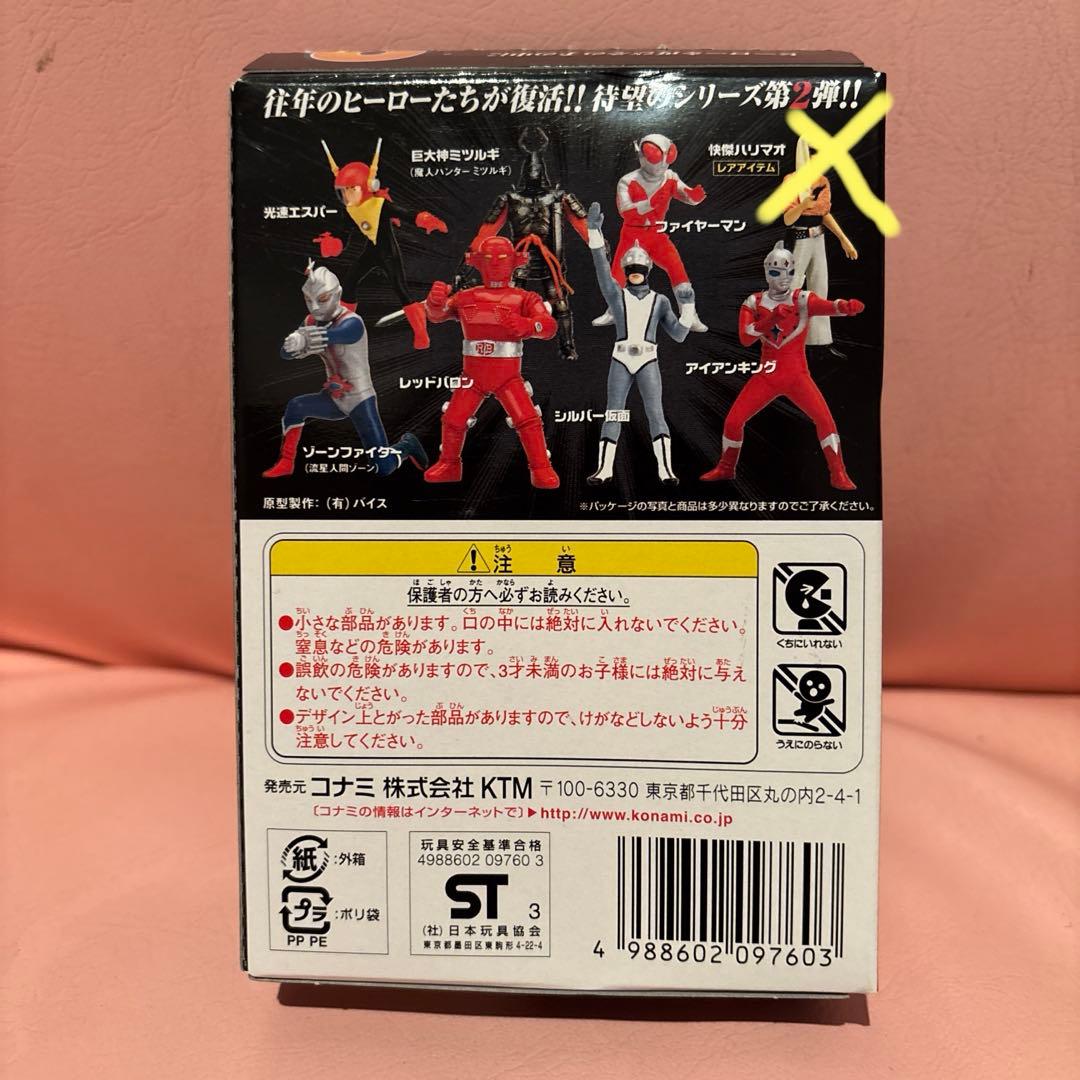 往年のヒーローたちが復活!! 待望のシリーズ第2弾!!
巨大神ミツルギ
(魔人ハンター ミツルギ)
快傑ハリマオ
レアアイテム
光速エスパー
ファイヤーマン
レッドバロン
アイアンキング
シルバー仮面
ゾーンファイター
(流星人間ゾーン)
RB
原型製作:(有)バイス
※パッケージの写真と商品は多少異なりますのでご了承ください。
注意
保護者の方へ必ずお読みください。
●小さな部品があります。口の中には絶対に入れないでください。
窒息などの危険があります。
●誤飲の危険がありますので、3才未満のお子様には絶対に与え
ないでください。
●デザイン上とがった部品がありますので、けがなどしないよう十分
注意してください。
くちにいれない
うえにのらない
発売元 コナミ 株式会社 KTM 〒100-6330 東京都千代田区丸の内2-4-1
〔コナミの情報はインターネットで〕▶http://www.konami.co.jp
紙:外箱
プラ:ポリ袋
PP PE
玩具安全基準合格
4988602 09760 3
ST 3
(社)日本玩具協会
東京都墨田区東駒形4-22-4
4 988602 097603